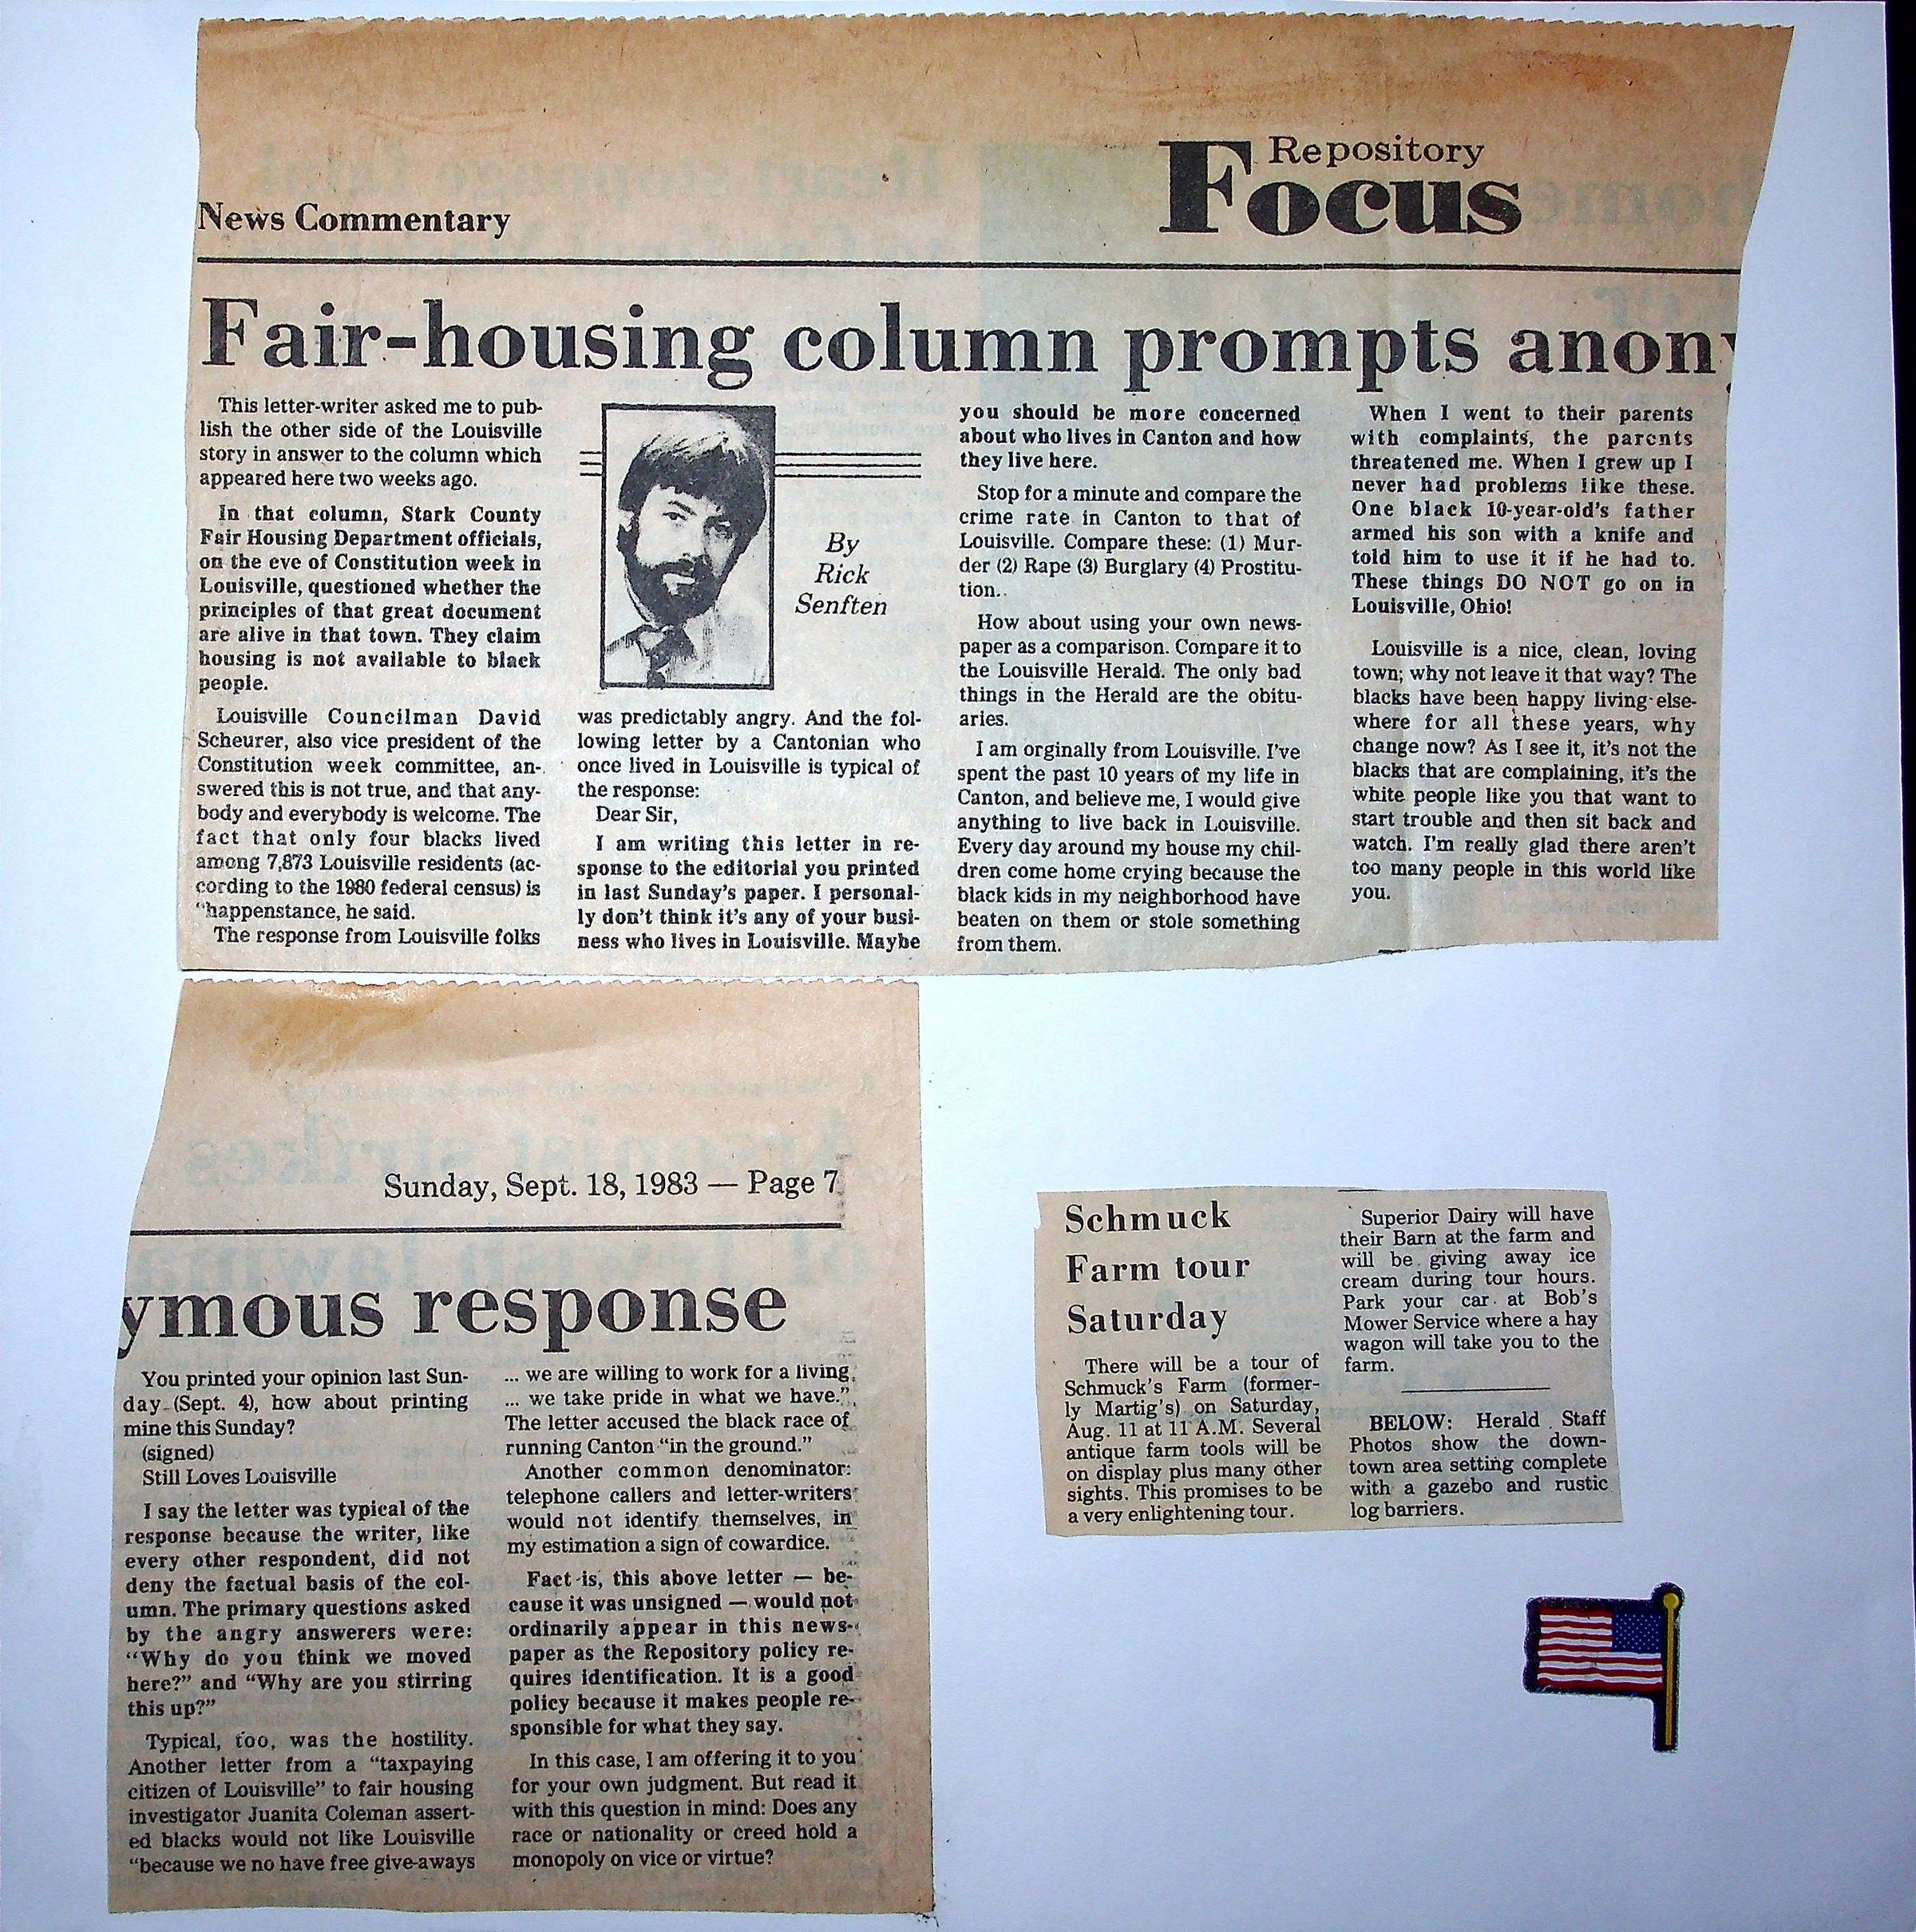 Repository
Focus
News Commentary
Fair-housing column prompts anony
This letter-writer asked me to pub-
lish the other side of the Louisville
story in answer to the column which
appeared here two weeks ago.
In that column, Stark County
Fair Housing Department officials,
on the eve of Constitution week in
Louisville, questioned whether the
principles of that great document
are alive in that town. They claim
housing is not available to black
people.
Louisville Councilman David
Scheurer, also vice president of the
Constitution week committee, an-
swered this is not true, and that any-
body and everybody is welcome. The
fact that only four blacks lived
among 7,873 Louisville residents (ac-
cording to the 1980 federal census) is
"happenstance, he said.
The response from Louisville folks
By
Rick
Senften
was predictably angry. And the fol-
lowing letter by a Cantonian who
once lived in Louisville is typical of
the response:
Dear Sir,
I am writing this letter in re-
sponse to the editorial you printed
in last Sunday's paper. I personal-
ly don't think it's any of your busi-
ness who lives in Louisville. Maybe
you should be more concerned
about who lives in Canton and how
they live here.
Stop for a minute and compare the
crime rate in Canton to that of
Louisville. Compare these: (1) Mur-
der (2) Rape (3) Burglary (4) Prostitu-
tion.
How about using your own news-
paper as a comparison. Compare it to
the Louisville Herald. The only bad
things in the Herald are the obitu-
aries.
I am orginally from Louisville. I've
spent the past 10 years of my life in
Canton, and believe me, I would give
anything to live back in Louisville.
Every day around my house my chil-
dren come home crying because the
black kids in my neighborhood have
beaten on them or stole something
from them.
When I went to their parents
with complaints, the parents
threatened me. When I grew up I
never had problems like these.
One black 10-year-old's father
armed his son with a knife and
told him to use it if he had to.
These things DO NOT go on in
Louisville, Ohio!
Louisville is a nice, clean, loving
town; why not leave it that way? The
blacks have been happy living else-
where for all these years, why
change now? As I see it, it's not the
blacks that are complaining, it's the
white people like you that want to
start trouble and then sit back and
watch. I'm really glad there aren't
too many people in this world like
you.
Sunday, Sept. 18, 1983 — Page 7
ymous response
You printed your opinion last Sun-
day (Sept. 4), how about printing
mine this Sunday?
(signed)
Still Loves Louisville
I say the letter was typical of the
response because the writer, like
every other respondent, did not
deny the factual basis of the col-
umn. The primary questions asked
by the angry answerers were:
"Why do you think we moved
here?" and "Why are you stirring
this up?"
Typical, too, was the hostility.
Another letter from a "taxpaying
citizen of Louisville" to fair housing
investigator Juanita Coleman assert-
ed blacks would not like Louisville
"because we no have free give-aways
... we are willing to work for a living
... we take pride in what we have."
The letter accused the black race of
running Canton "in the ground."
Another common denominator:
telephone callers and letter-writers
would not identify themselves, in
my estimation a sign of cowardice.
Fact is, this above letter — be-
cause it was unsigned — would not
ordinarily appear in this news-
paper as the Repository policy re-
quires identification. It is a good
policy because it makes people re-
sponsible for what they say.
In this case, I am offering it to you
for your own judgment. But read it
with this question in mind: Does any
race or nationality or creed hold a
monopoly on vice or virtue?
Schmuck
Farm tour
Saturday
There will be a tour of
Schmuck's Farm (former-
ly Martig's) on Saturday,
Aug. 11 at 11 A.M. Several
antique farm tools will be
on display plus many other
sights. This promises to be
a very enlightening tour.
Superior Dairy will have
their Barn at the farm and
will be giving away ice
cream during tour hours.
Park your car at Bob's
Mower Service where a hay
wagon will take you to the
farm.
BELOW: Herald Staff
Photos show the down-
town area setting complete
with a gazebo and rustic
log barriers.